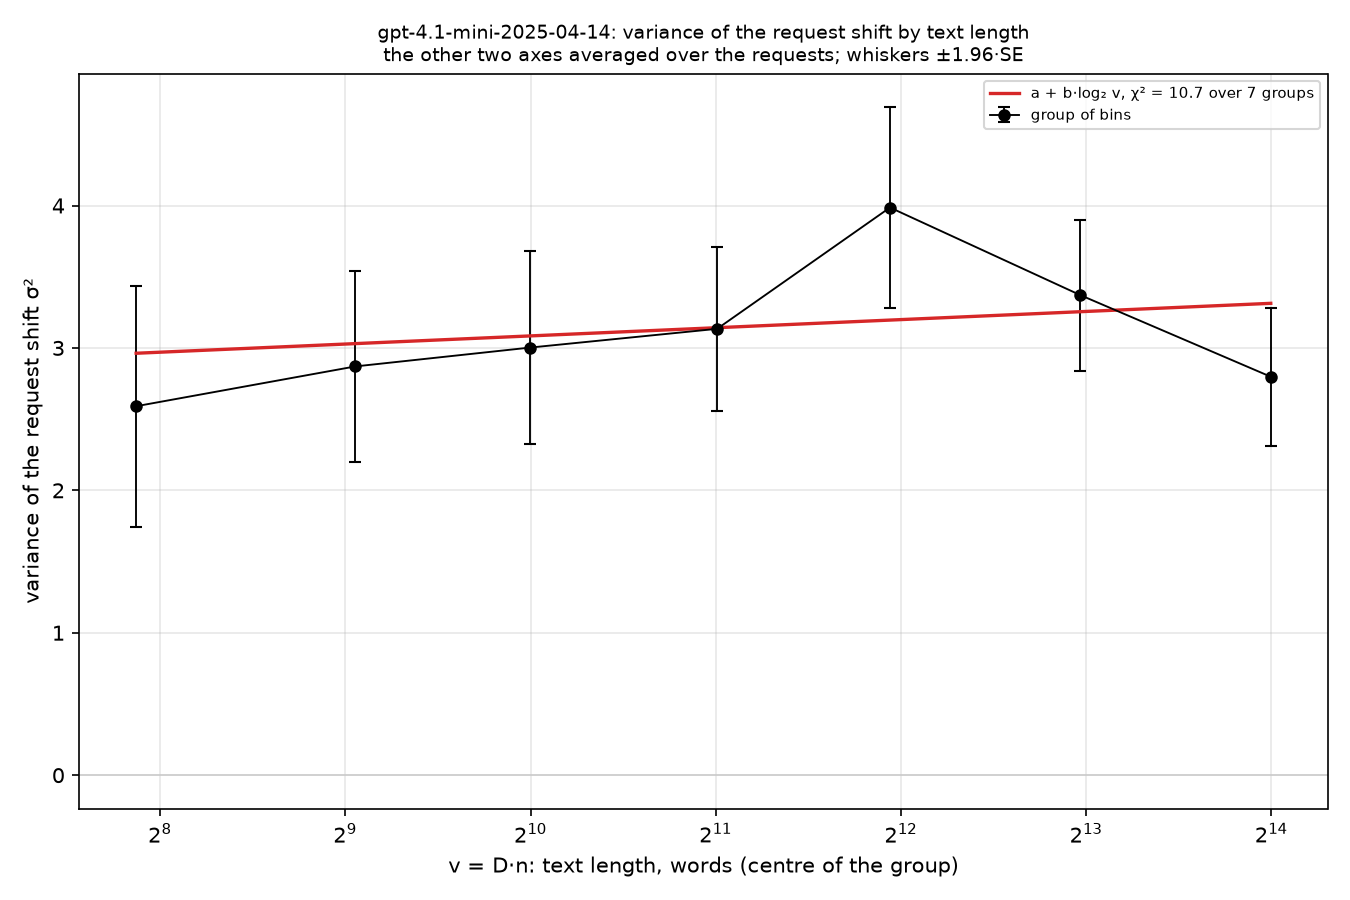 gpt-4.1-mini-2025-04-14: variance of the request shift by text length
the other two axes averaged over the requests; whiskers ±1.96·SE
a + b·log₂ v, χ² = 10.7 over 7 groups
group of bins
variance of the request shift σ²
4
3
2
1
0
2⁸ 2⁹ 2¹⁰ 2¹¹ 2¹² 2¹³ 2¹⁴
v = D·n: text length, words (centre of the group)